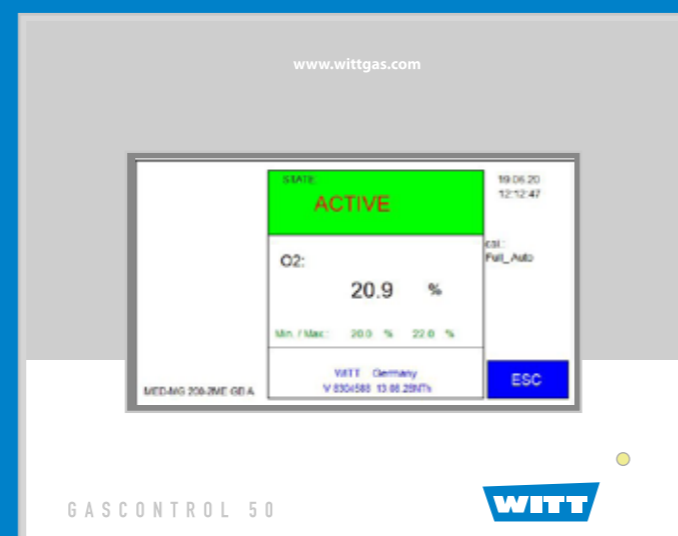 www.wittgas.com
STATE:
ACTIVE
19.06.20
12:12:47
cal.:
Full_Auto
O2:
20.9 %
Min. / Max.: 20.0 % 22.0 %
WITT Germany
ESC
GASCONTROL 50
WITT